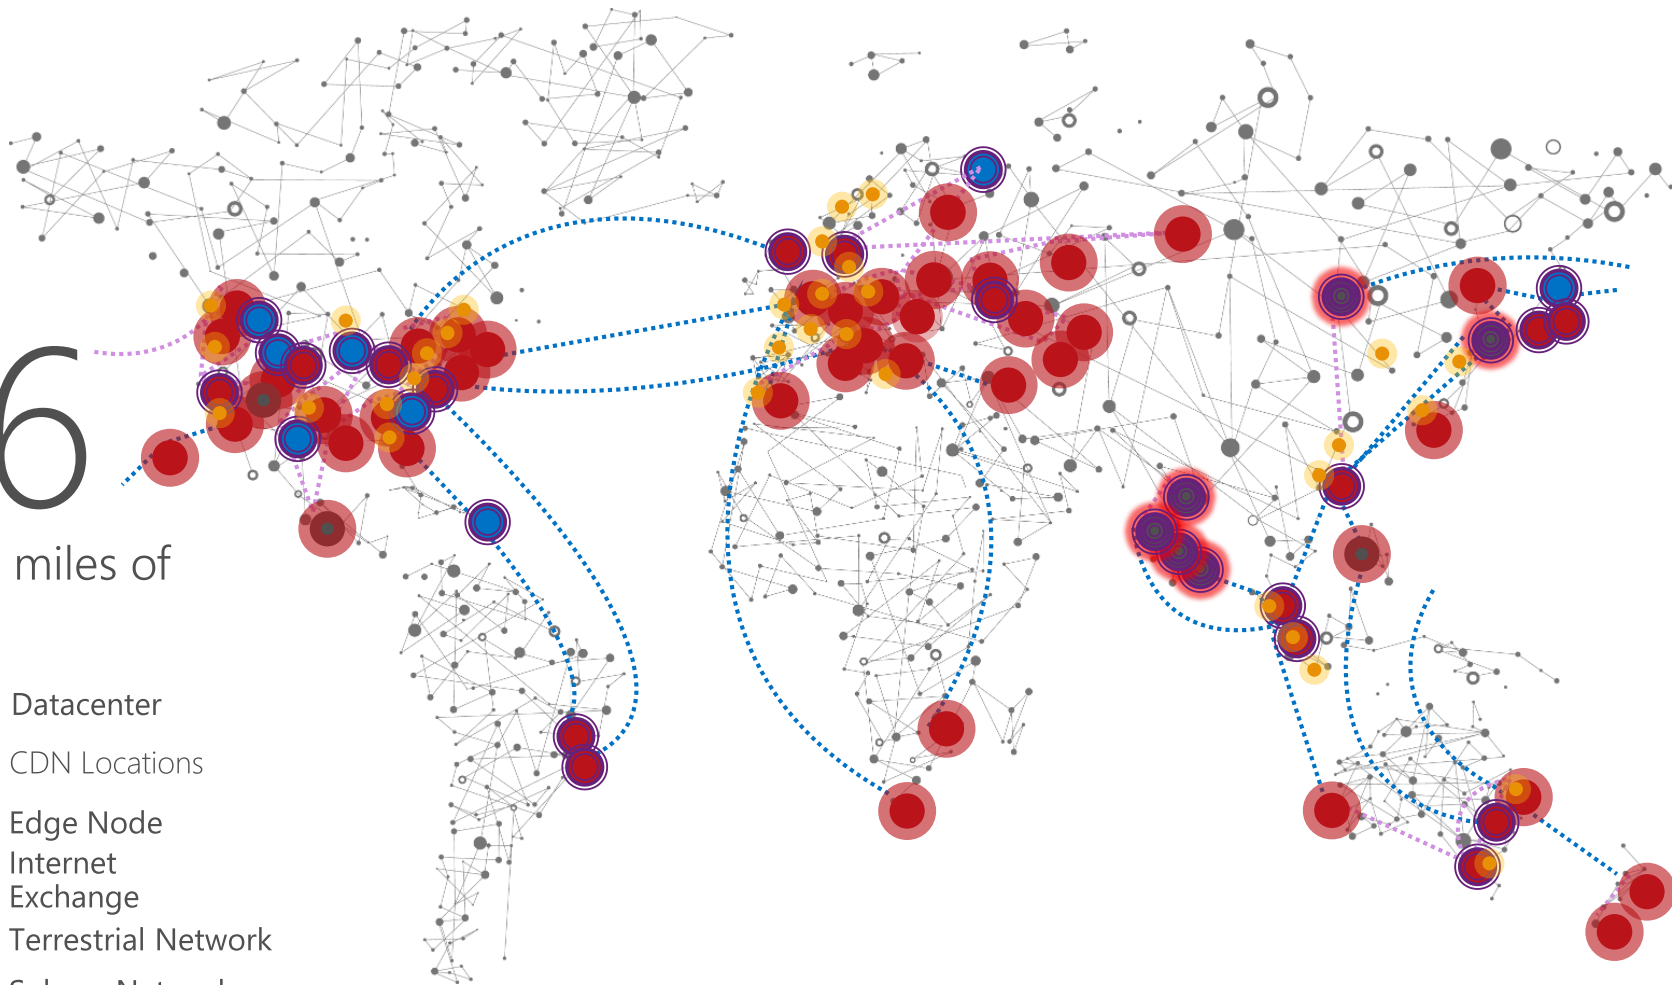 6
miles of
Datacenter
CDN Locations
Edge Node
Internet
Exchange
Terrestrial Network